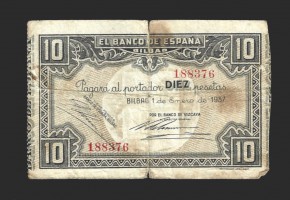 10 EL BANCO DE ESPAÑA 10
BILBAO
188376
Pagará al portador DIEZ pesetas
BILBAO, 1 de Enero de 1937
POR EL BANCO DE VIZCAYA
188376
10 10